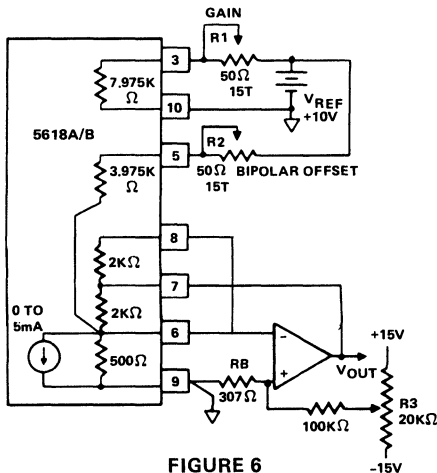 GAIN
R1
3
50Ω
15T
7.975K
Ω
10
VREF
+10V
5618A/B
5
R2
3.975K
Ω
50Ω
15T
BIPOLAR OFFSET
8
2KΩ
7
2KΩ
0 TO
5mA
6
500Ω
9
RB
307Ω
–
+
VOUT
+15V
100KΩ
R3
20KΩ
–15V
FIGURE 6